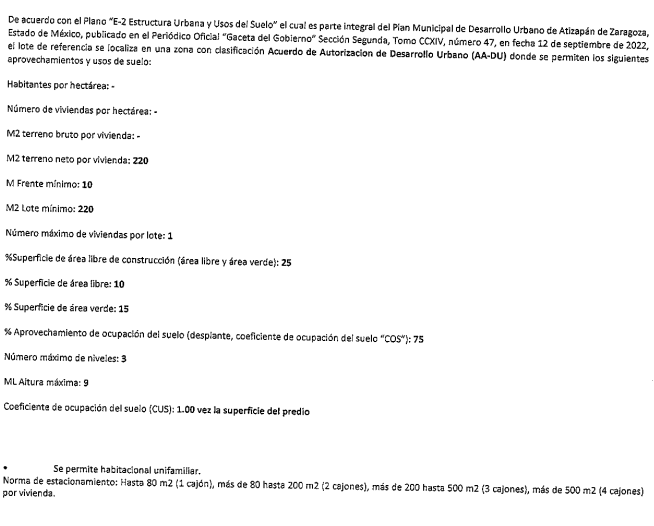 De acuerdo con el Plano "E-2 Estructura Urbana y Usos del Suelo" el cual es parte integral del Plan Municipal de Desarrollo Urbano de Atizapán de Zaragoza,
Estado de México, publicado en el Periódico Oficial "Gaceta del Gobierno" Sección Segunda, Tomo CCXIV, número 47, en fecha 12 de septiembre de 2022,
el lote de referencia se localiza en una zona con clasificación Acuerdo de Autorizacion de Desarrollo Urbano (AA-DU) donde se permiten los siguientes
aprovechamientos y usos de suelo:
Habitantes por hectárea: -
Número de viviendas por hectárea: -
M2 terreno bruto por vivienda: -
M2 terreno neto por vivienda: 220
M Frente mínimo: 10
M2 Lote mínimo: 220
Número máximo de viviendas por lote: 1
%Superficie de área libre de construcción (área libre y área verde): 25
% Superficie de área libre: 10
% Superficie de área verde: 15
% Aprovechamiento de ocupación del suelo (desplante, coeficiente de ocupación del suelo "COS"): 75
Número máximo de niveles: 3
ML Altura máxima: 9
Coeficiente de ocupación del suelo (CUS): 1.00 vez la superficie del predio
• Se permite habitacional unifamiliar.
Norma de estacionamiento: Hasta 80 m2 (1 cajón), más de 80 hasta 200 m2 (2 cajones), más de 200 hasta 500 m2 (3 cajones), más de 500 m2 (4 cajones)
por vivienda.